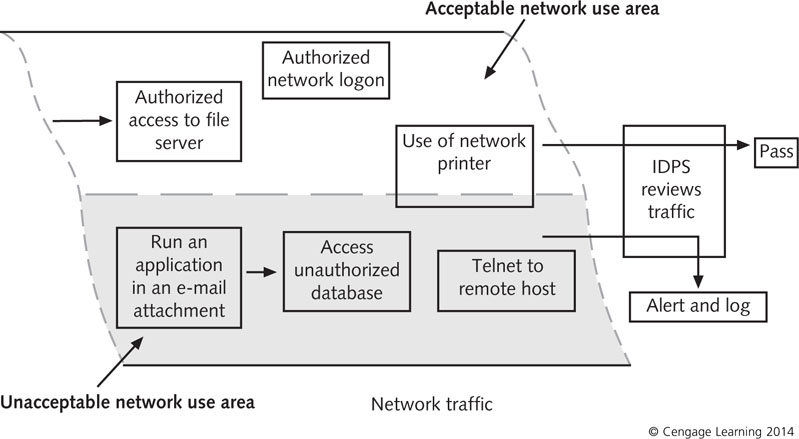 Acceptable network use area
Authorized
network logon
Authorized
access to file
server
Use of network
printer
IDPS
reviews
traffic
Pass
Run an
application
in an e-mail
attachment
Access
unauthorized
database
Telnet to
remote host
Alert and log
Unacceptable network use area
Network traffic
© Cengage Learning 2014